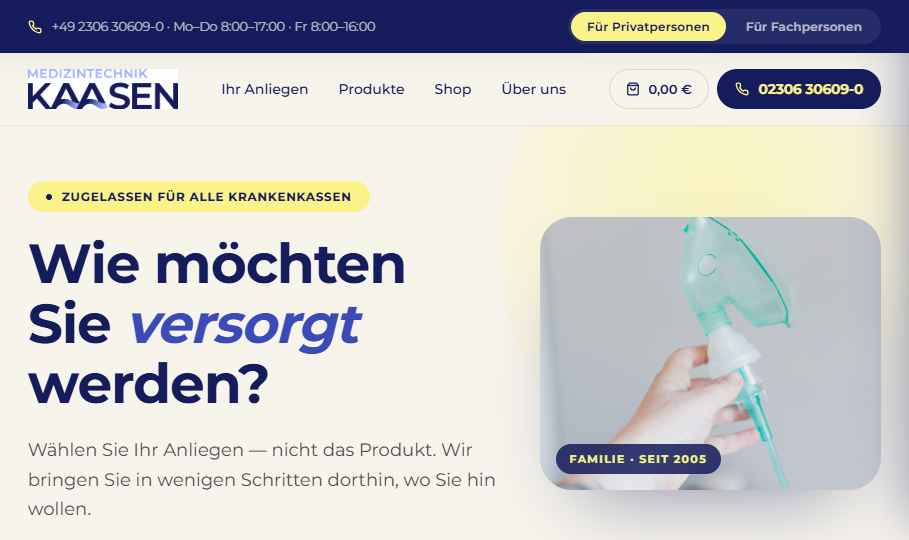 +49 2306 30609-0 · Mo–Do 8:00–17:00 · Fr 8:00–16:00
Für Privatpersonen
Für Fachpersonen
MEDIZINTECHNIK
KAASEN
Ihr Anliegen
Produkte
Shop
Über uns
0,00 €
02306 30609-0
ZUGELASSEN FÜR ALLE KRANKENKASSEN
Wie möchten
Sie versorgt
werden?
Wählen Sie Ihr Anliegen — nicht das Produkt. Wir
bringen Sie in wenigen Schritten dorthin, wo Sie hin
wollen.
FAMILIE · SEIT 2005